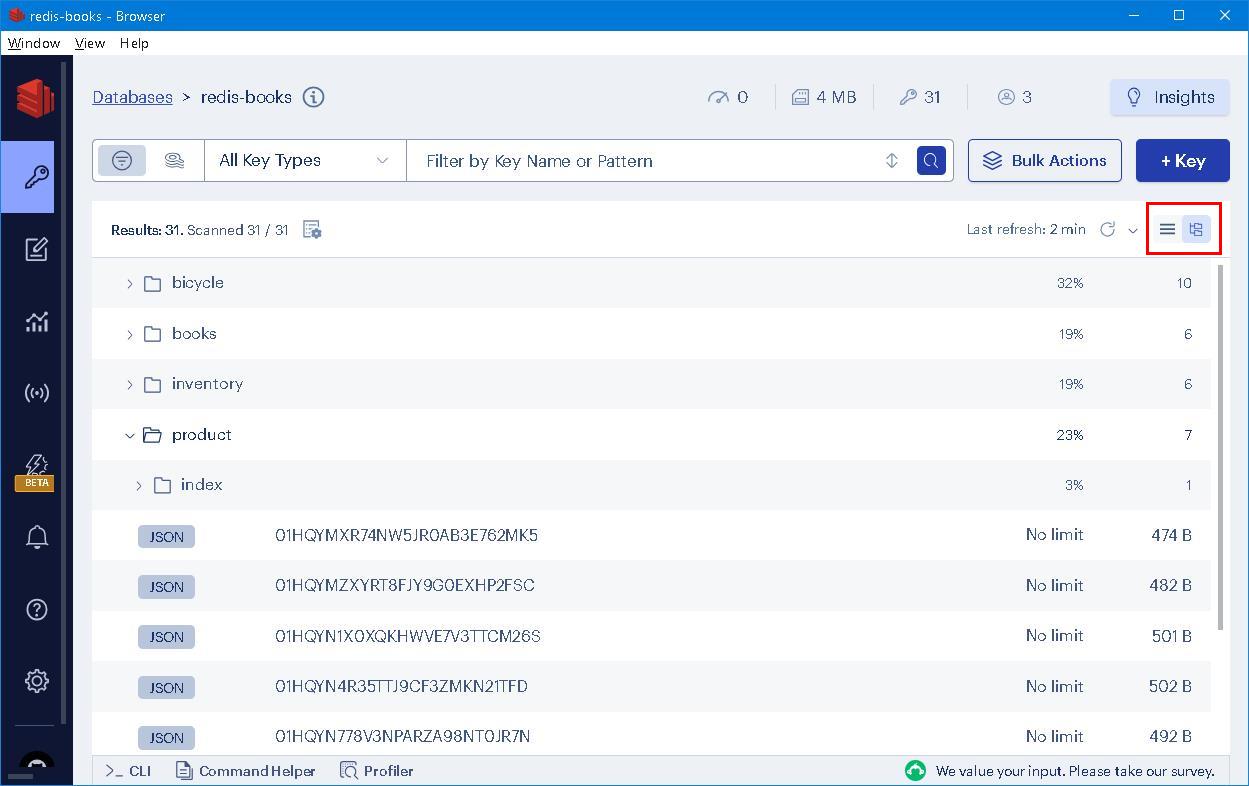 redis-books - Browser
Window View Help
Databases > redis-books 0 4 MB 31 3 Insights
All Key Types Filter by Key Name or Pattern Bulk Actions + Key
Results: 31. Scanned 31 / 31 Last refresh: 2 min
bicycle 32% 10
books 19% 6
inventory 19% 6
product 23% 7
index 3% 1
JSON 01HQYMXR74NW5JR0AB3E762MK5 No limit 474 B
JSON 01HQYMZXYRT8FJY9G0EXHP2FSC No limit 482 B
JSON 01HQYN1X0XQKHWVE7V3TTCM26S No limit 501 B
JSON 01HQYN4R35TTJ9CF3ZMKN21TFD No limit 502 B
JSON 01HQYN778V3NPARZA98NT0JR7N No limit 492 B
BETA
>_ CLI Command Helper Profiler We value your input. Please take our survey.